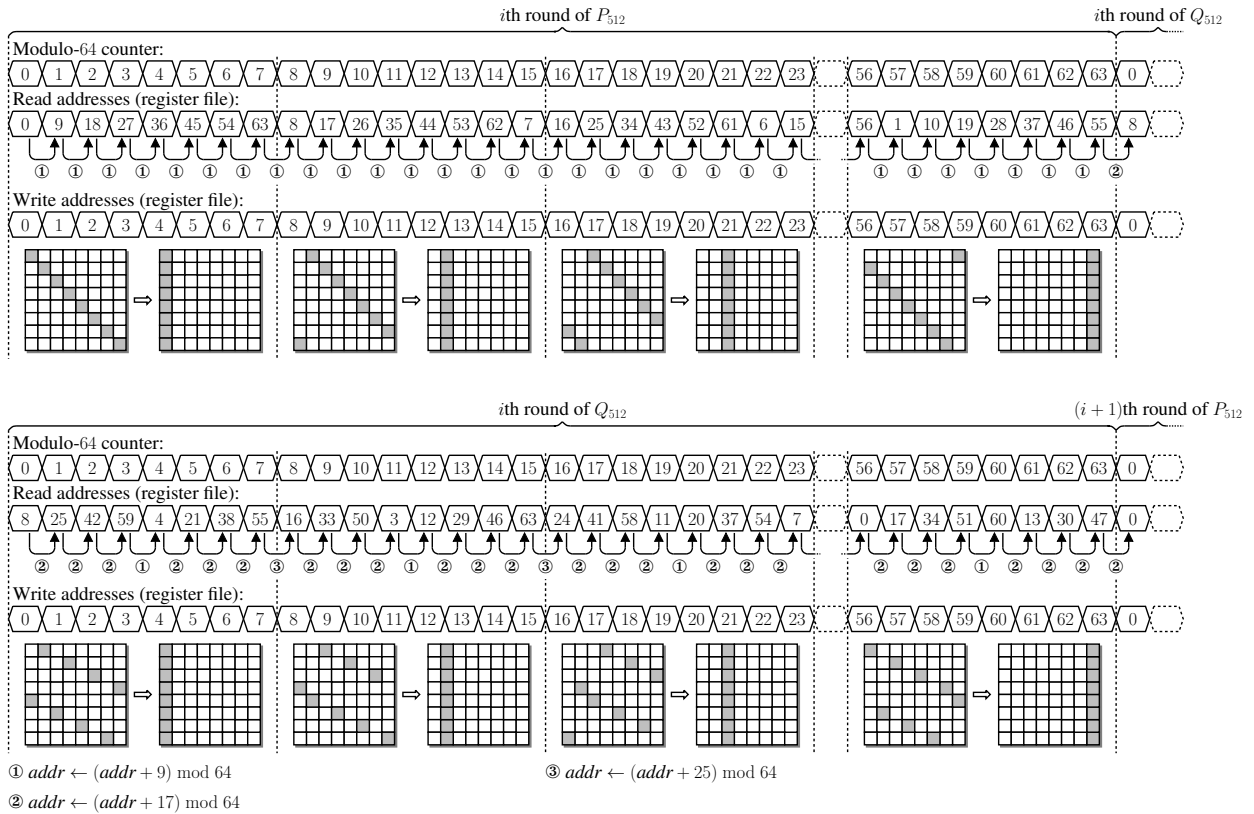 ith round of P512 ith round of Q512
Modulo-64 counter:
0 1 2 3 4 5 6 7 8 9 10 11 12 13 14 15 16 17 18 19 20 21 22 23 56 57 58 59 60 61 62 63 0
Read addresses (register file):
0 9 18 27 36 45 54 63 8 17 26 35 44 53 62 7 16 25 34 43 52 61 6 15 56 1 10 19 28 37 46 55 8
① ① ① ① ① ① ① ① ① ① ① ① ① ① ① ① ① ① ① ① ① ① ① ① ① ① ① ① ① ① ②
Write addresses (register file):
0 1 2 3 4 5 6 7 8 9 10 11 12 13 14 15 16 17 18 19 20 21 22 23 56 57 58 59 60 61 62 63 0
ith round of Q512 (i + 1)th round of P512
Modulo-64 counter:
0 1 2 3 4 5 6 7 8 9 10 11 12 13 14 15 16 17 18 19 20 21 22 23 56 57 58 59 60 61 62 63 0
Read addresses (register file):
8 25 42 59 4 21 38 55 16 33 50 3 12 29 46 63 24 41 58 11 20 37 54 7 0 17 34 51 60 13 30 47 0
② ② ② ① ② ② ② ③ ② ② ② ① ② ② ② ③ ② ② ② ① ② ② ② ② ② ② ① ② ② ② ②
Write addresses (register file):
0 1 2 3 4 5 6 7 8 9 10 11 12 13 14 15 16 17 18 19 20 21 22 23 56 57 58 59 60 61 62 63 0
① addr ← (addr + 9) mod 64 ③ addr ← (addr + 25) mod 64
② addr ← (addr + 17) mod 64